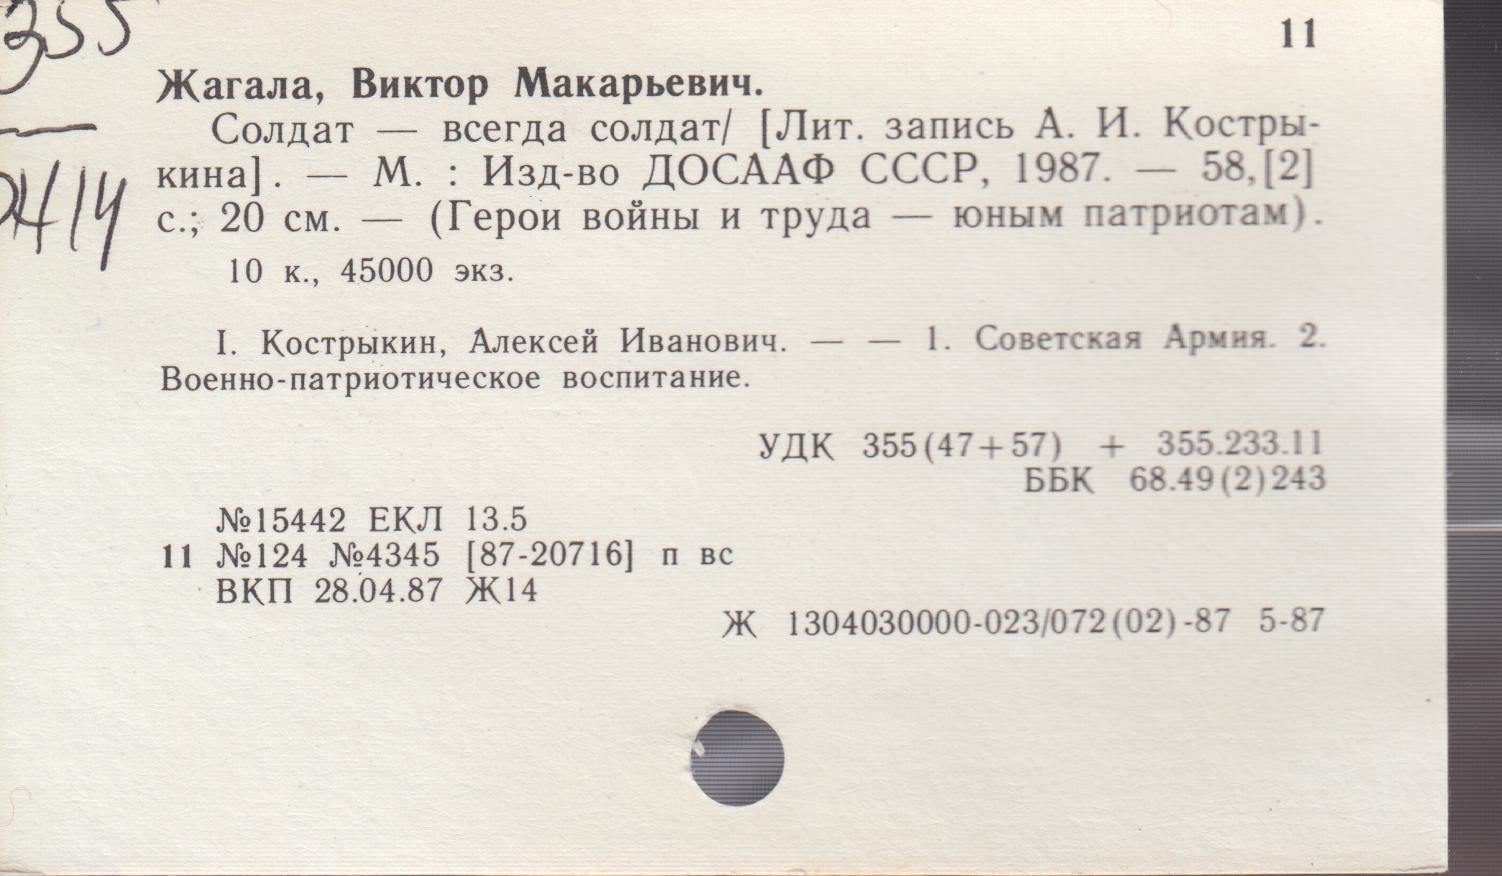 355
11
Жагала, Виктор Макарьевич.
Солдат — всегда солдат/ [Лит. запись А. И. Костры-
кина]. — М. : Изд-во ДОСААФ СССР, 1987. — 58,[2]
с.; 20 см. — (Герои войны и труда — юным патриотам).
10 к., 45000 экз.
I. Кострыкин, Алексей Иванович. — — 1. Советская Армия. 2.
Военно-патриотическое воспитание.
УДК 355(47+57) + 355.233.11
ББК 68.49(2)243
№15442 ЕКЛ 13.5
11 №124 №4345 [87-20716] п вс
ВКП 28.04.87 Ж14
Ж 1304030000-023/072(02)-87 5-87